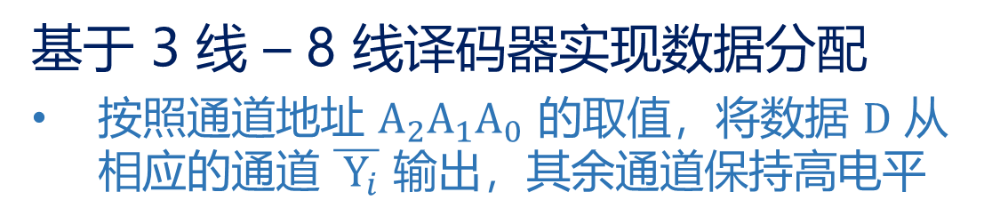 基于 3 线 – 8 线译码器实现数据分配
• 按照通道地址 A₂A₁A₀ 的取值，将数据 D 从
相应的通道 Y̅ᵢ 输出，其余通道保持高电平